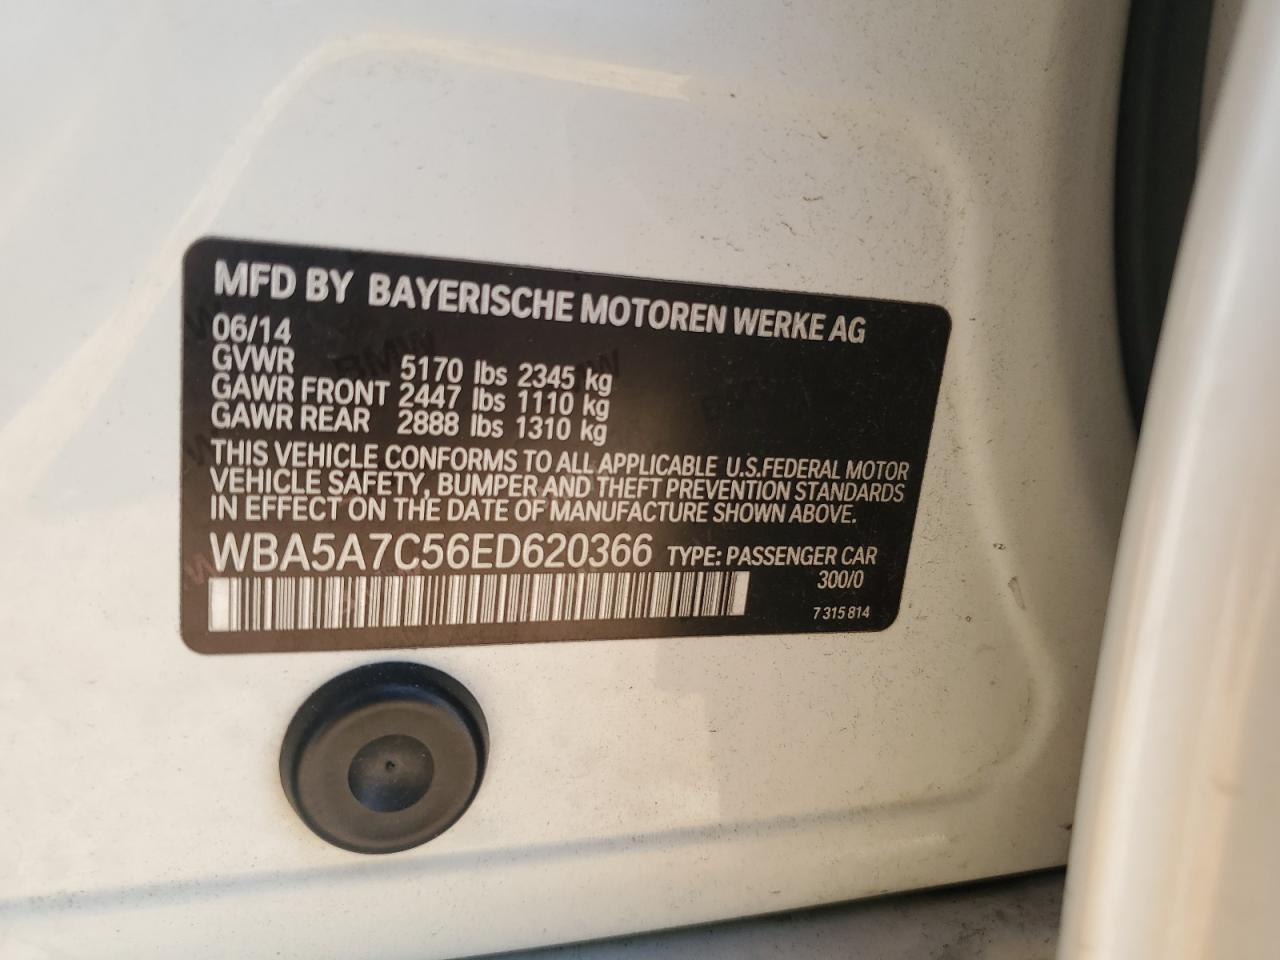 MFD BY BAYERISCHE MOTOREN WERKE AG
06/14
GVWR 5170 lbs 2345 kg
GAWR FRONT 2447 lbs 1110 kg
GAWR REAR 2888 lbs 1310 kg
THIS VEHICLE CONFORMS TO ALL APPLICABLE U.S.FEDERAL MOTOR
VEHICLE SAFETY, BUMPER AND THEFT PREVENTION STANDARDS
IN EFFECT ON THE DATE OF MANUFACTURE SHOWN ABOVE.
WBA5A7C56ED620366 TYPE: PASSENGER CAR
300/0
7 315 814